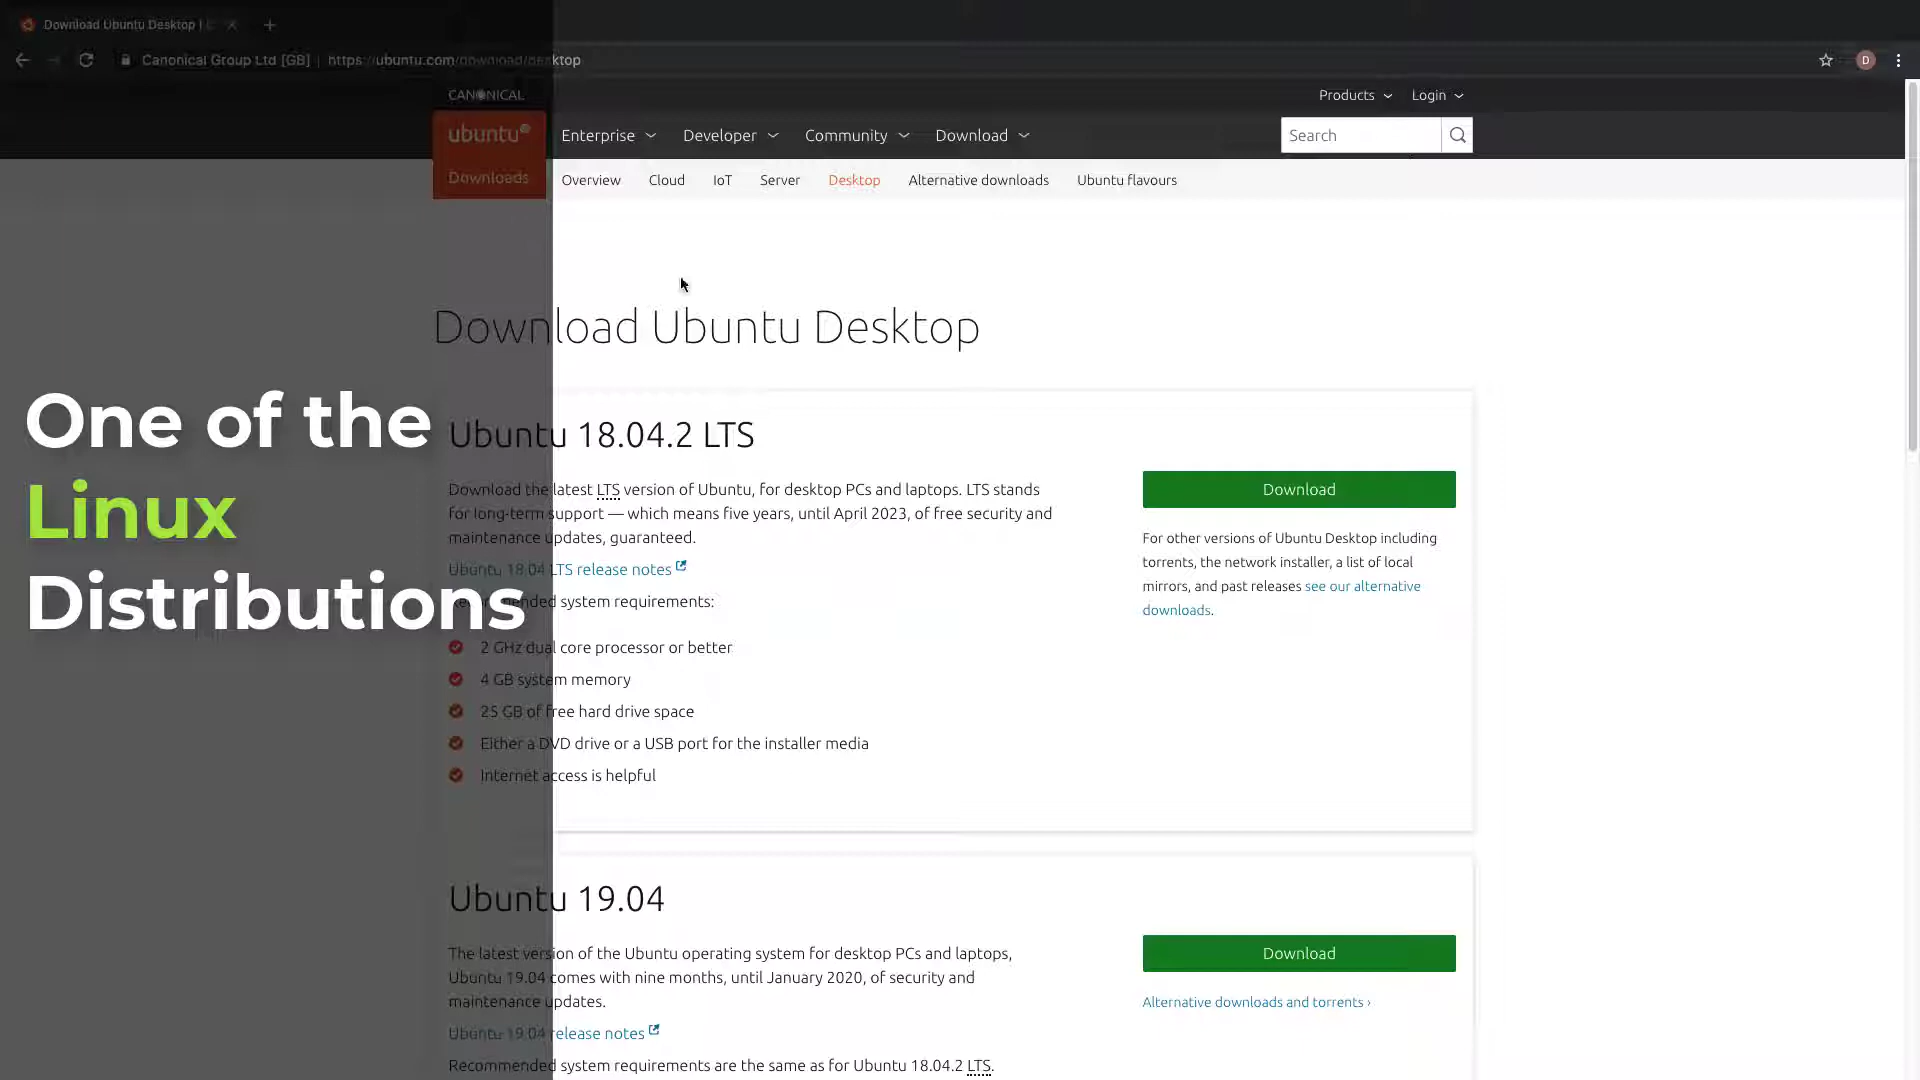 Download Ubuntu Desktop |
Canonical Group Ltd [GB] | https://ubuntu.com/download/desktop
D
CANONICAL
Products
Login
ubuntu
Enterprise
Developer
Community
Download
Search
Downloads
Overview
Cloud
IoT
Server
Desktop
Alternative downloads
Ubuntu flavours
Download Ubuntu Desktop
One of the
Linux
Distributions
Ubuntu 18.04.2 LTS
Download the latest LTS version of Ubuntu, for desktop PCs and laptops. LTS stands
for long-term support — which means five years, until April 2023, of free security and
maintenance updates, guaranteed.
Ubuntu 18.04 LTS release notes
Recommended system requirements:
2 GHz dual core processor or better
4 GB system memory
25 GB of free hard drive space
Either a DVD drive or a USB port for the installer media
Internet access is helpful
Download
For other versions of Ubuntu Desktop including
torrents, the network installer, a list of local
mirrors, and past releases see our alternative
downloads.
Ubuntu 19.04
The latest version of the Ubuntu operating system for desktop PCs and laptops,
Ubuntu 19.04 comes with nine months, until January 2020, of security and
maintenance updates.
Ubuntu 19.04 release notes
Recommended system requirements are the same as for Ubuntu 18.04.2 LTS.
Download
Alternative downloads and torrents ›